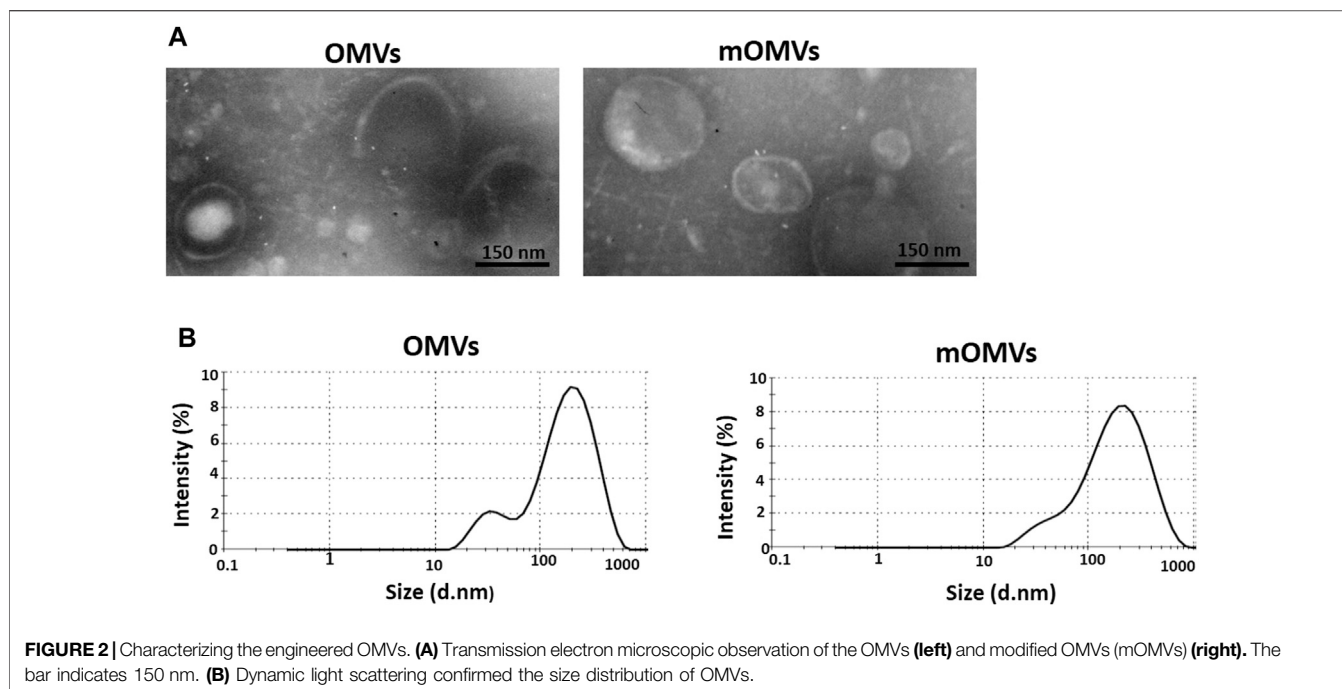 A
OMVs
mOMVs
150 nm
150 nm
B
OMVs
Intensity (%)
10
8
6
4
2
0
0.1
1
10
100
1000
Size (d.nm)
mOMVs
Intensity (%)
10
8
6
4
2
0
0.1
1
10
100
1000
Size (d.nm)
FIGURE 2 | Characterizing the engineered OMVs. (A) Transmission electron microscopic observation of the OMVs (left) and modified OMVs (mOMVs) (right). The
bar indicates 150 nm. (B) Dynamic light scattering confirmed the size distribution of OMVs.